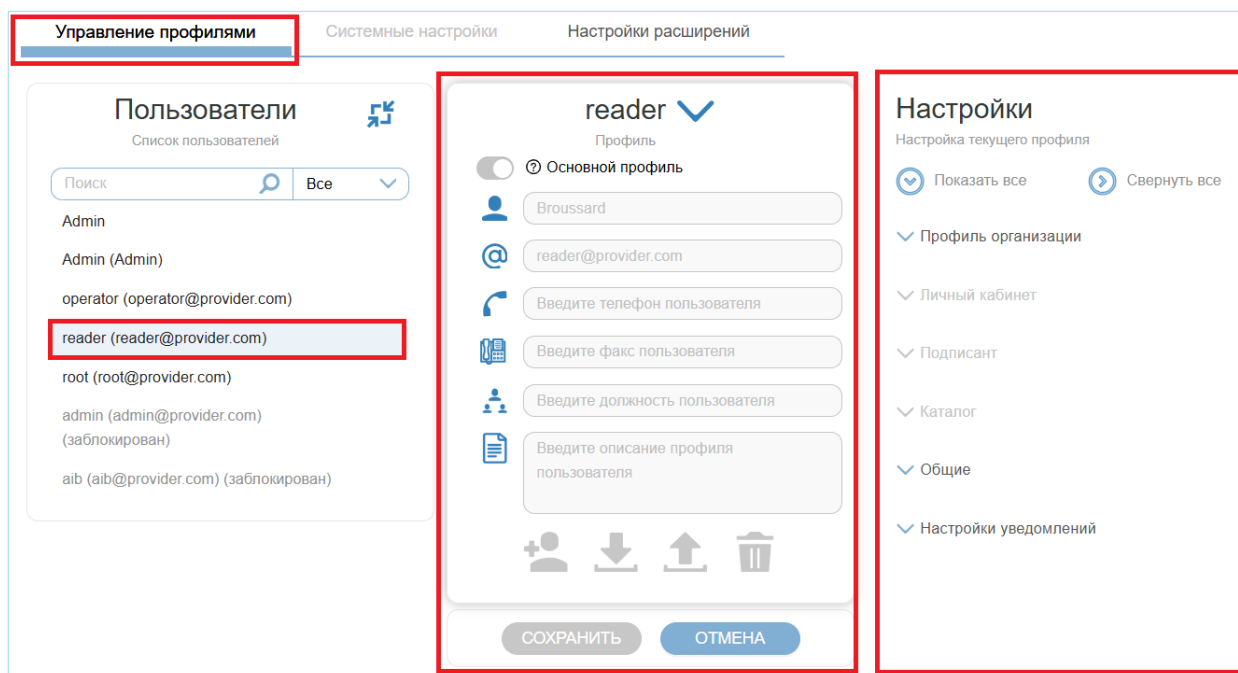 Управление профилями
Системные настройки
Настройки расширений
Пользователи
Список пользователей
Поиск
Все
Admin
Admin (Admin)
operator (operator@provider.com)
reader (reader@provider.com)
root (root@provider.com)
admin (admin@provider.com)
(заблокирован)
aib (aib@provider.com) (заблокирован)
reader
Профиль
? Основной профиль
Broussard
reader@provider.com
Введите телефон пользователя
Введите факс пользователя
Введите должность пользователя
Введите описание профиля
пользователя
СОХРАНИТЬ
ОТМЕНА
Настройки
Настройка текущего профиля
Показать все
Свернуть все
Профиль организации
Личный кабинет
Подписант
Каталог
Общие
Настройки уведомлений